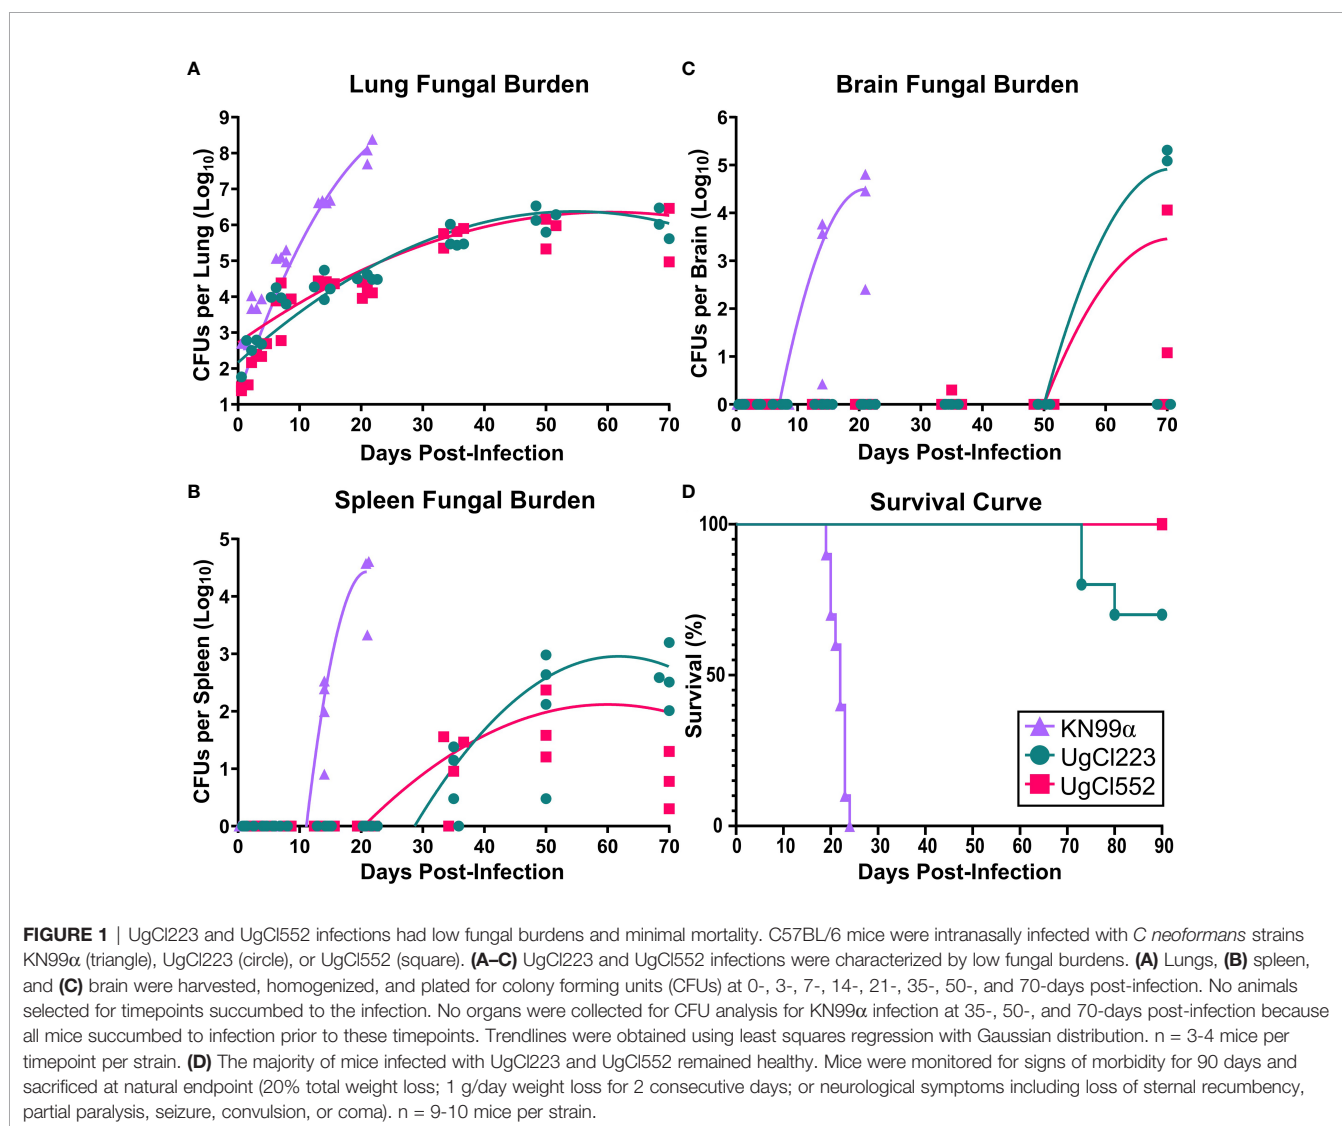 A
Lung Fungal Burden
CFUs per Lung (Log10)
9
8
7
6
5
4
3
2
1
0 10 20 30 40 50 60 70
Days Post-Infection
C
Brain Fungal Burden
CFUs per Brain (Log10)
6
5
4
3
2
1
0
0 10 20 30 40 50 60 70
Days Post-Infection
B
Spleen Fungal Burden
CFUs per Spleen (Log10)
5
4
3
2
1
0
0 10 20 30 40 50 60 70
Days Post-Infection
D
Survival Curve
Survival (%)
100
50
0
0 10 20 30 40 50 60 70 80 90
Days Post-Infection
KN99α
UgCl223
UgCl552
FIGURE 1 | UgCl223 and UgCl552 infections had low fungal burdens and minimal mortality. C57BL/6 mice were intranasally infected with C neoformans strains
KN99α (triangle), UgCl223 (circle), or UgCl552 (square). (A–C) UgCl223 and UgCl552 infections were characterized by low fungal burdens. (A) Lungs, (B) spleen,
and (C) brain were harvested, homogenized, and plated for colony forming units (CFUs) at 0-, 3-, 7-, 14-, 21-, 35-, 50-, and 70-days post-infection. No animals
selected for timepoints succumbed to the infection. No organs were collected for CFU analysis for KN99α infection at 35-, 50-, and 70-days post-infection because
all mice succumbed to infection prior to these timepoints. Trendlines were obtained using least squares regression with Gaussian distribution. n = 3-4 mice per
timepoint per strain. (D) The majority of mice infected with UgCl223 and UgCl552 remained healthy. Mice were monitored for signs of morbidity for 90 days and
sacrificed at natural endpoint (20% total weight loss; 1 g/day weight loss for 2 consecutive days; or neurological symptoms including loss of sternal recumbency,
partial paralysis, seizure, convulsion, or coma). n = 9-10 mice per strain.